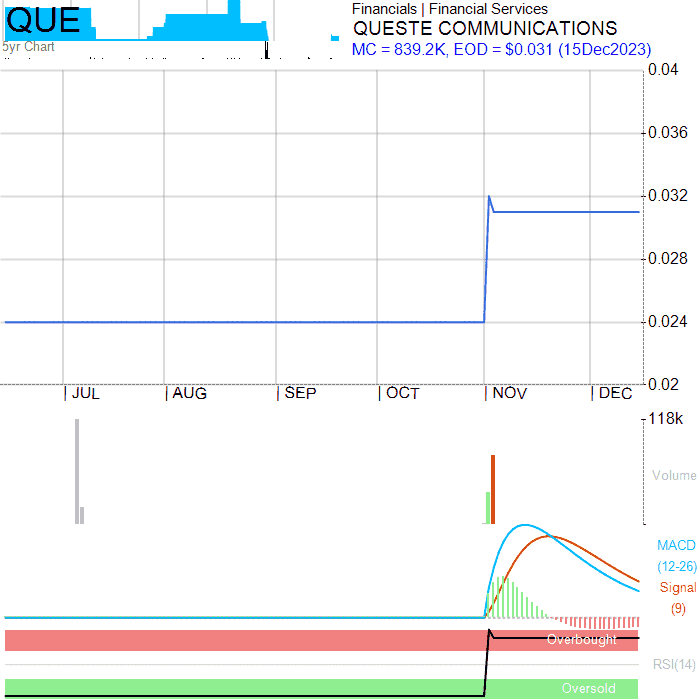 QUE
5yr Chart
Financials | Financial Services
QUESTE COMMUNICATIONS
MC = 839.2K, EOD = $0.031 (15Dec2023)
0.04
0.036
0.032
0.028
0.024
0.02
JUL
AUG
SEP
OCT
NOV
DEC
118k
Volume
MACD
(12-26)
Signal
(9)
Overbought
RSI(14)
Oversold